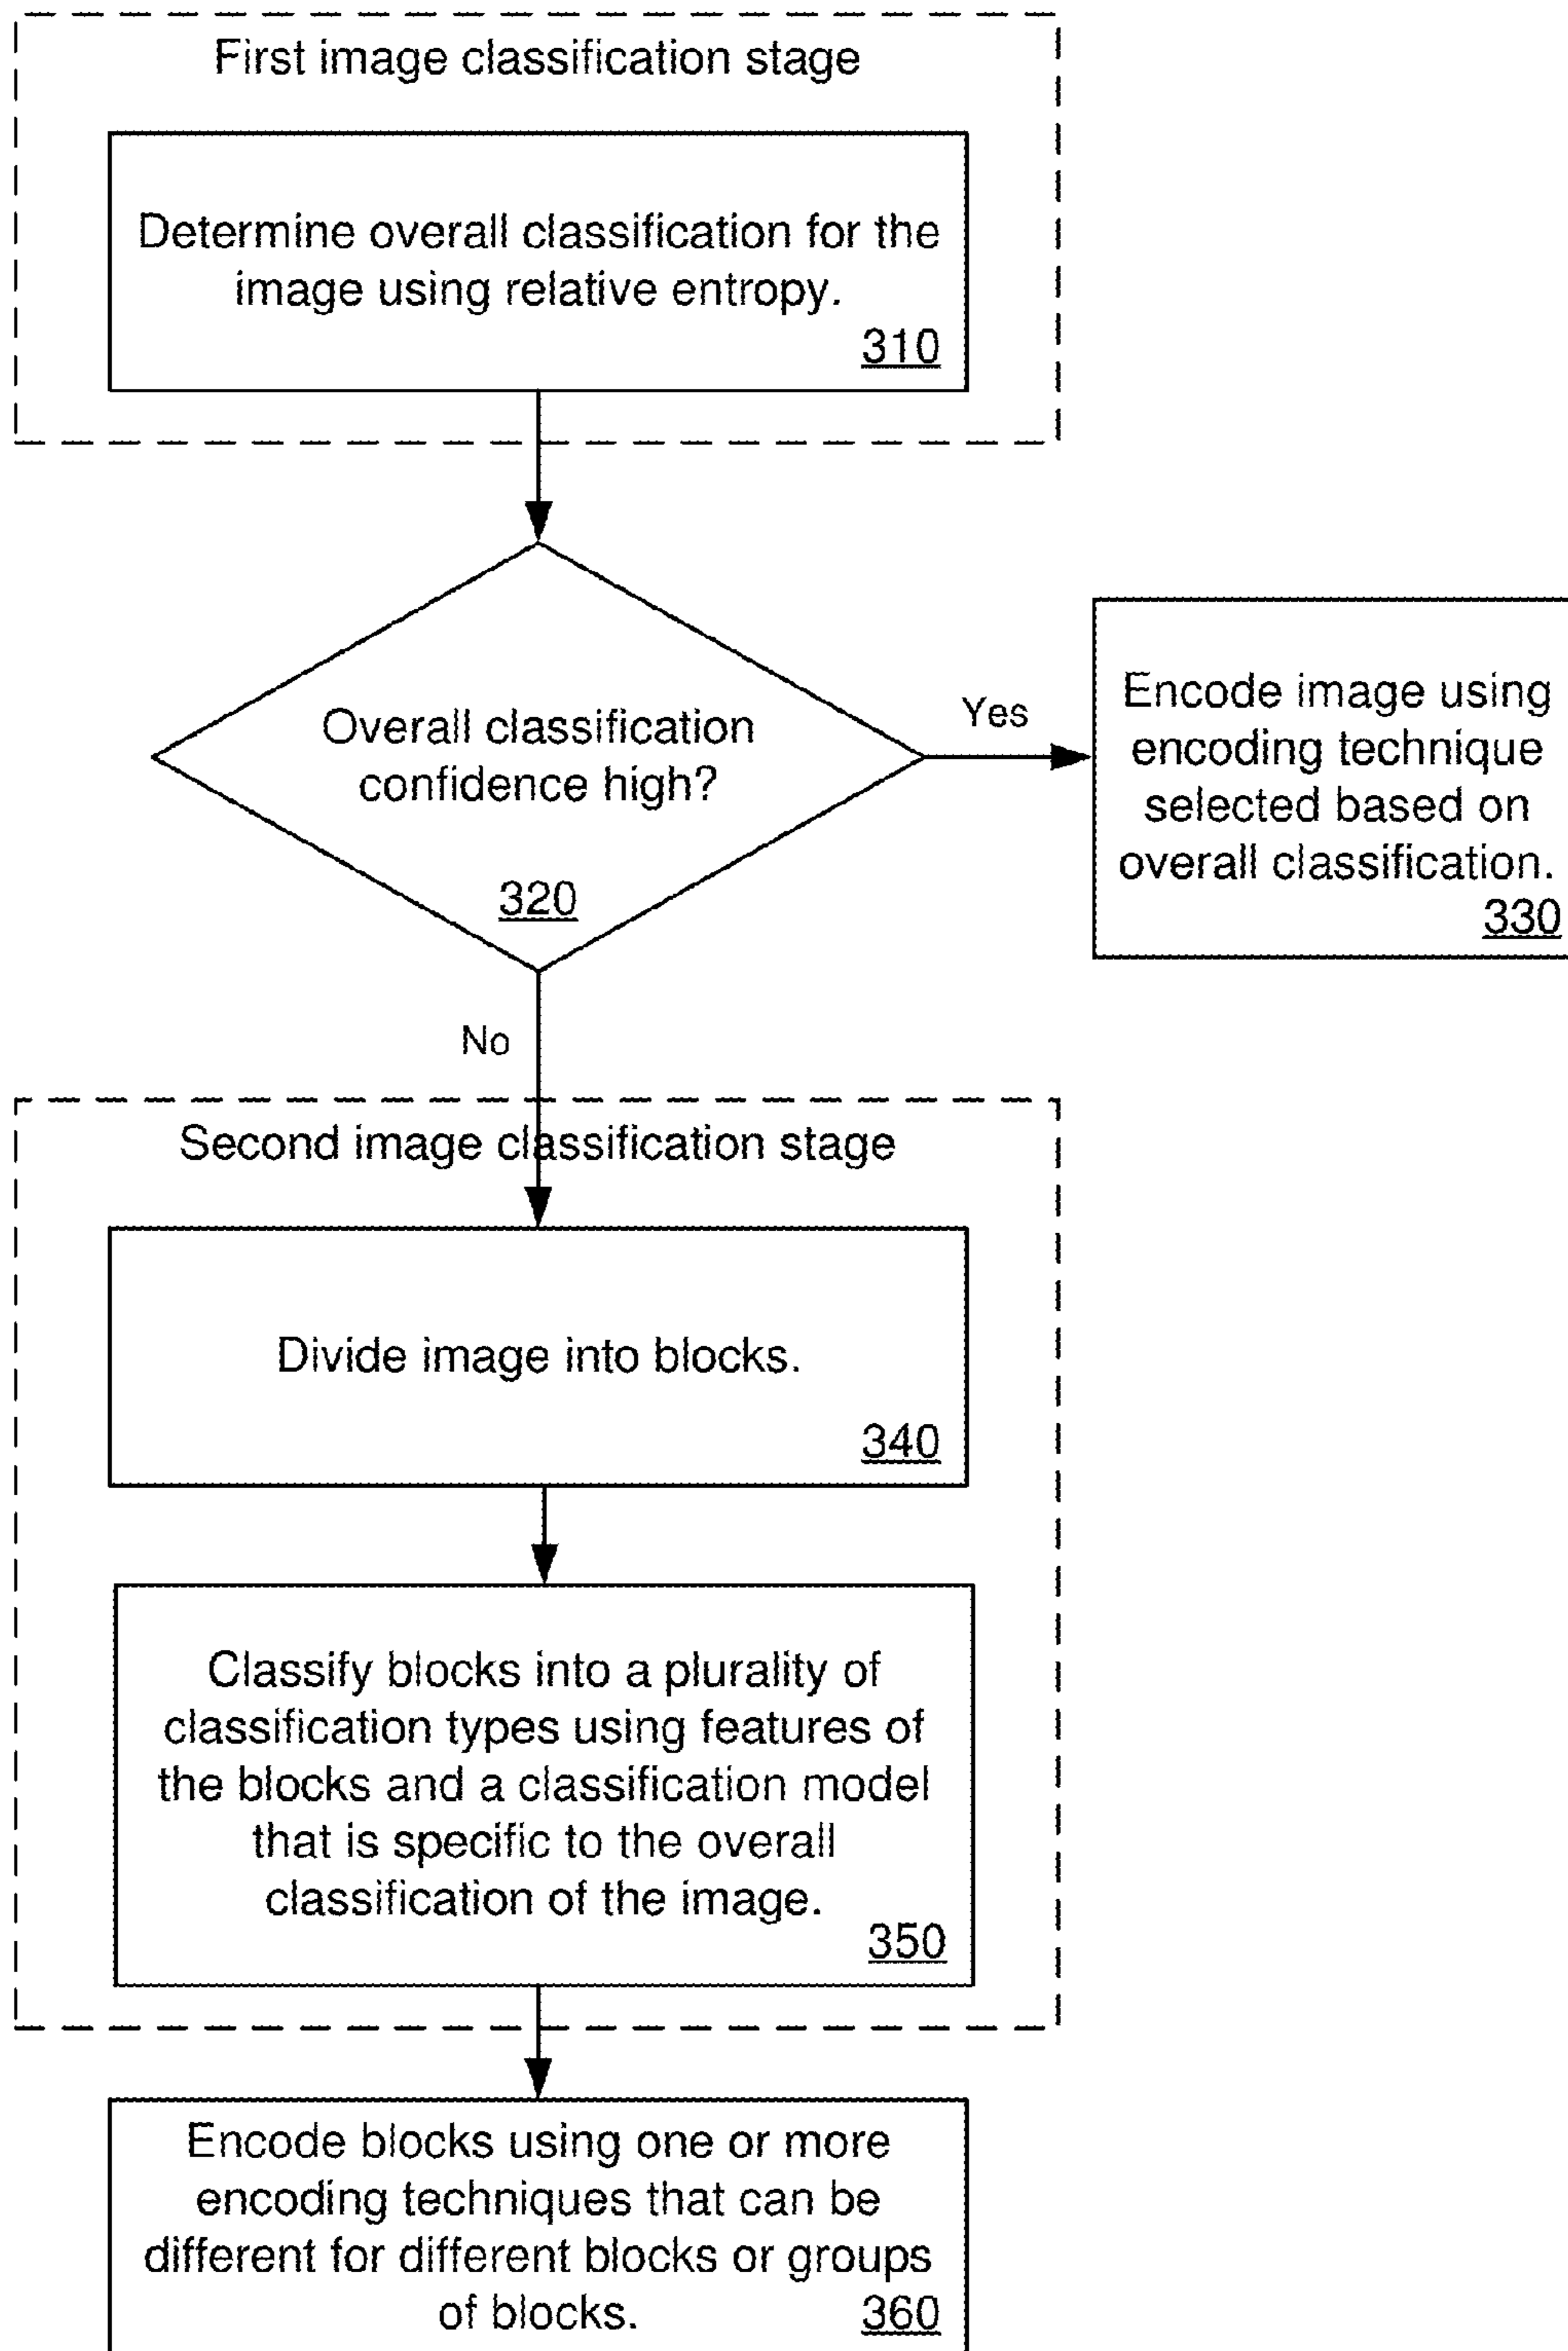 First image classification stage
Determine overall classification for the
image using relative entropy.
310
Overall classification
confidence high?
320
Yes
Encode image using
encoding technique
selected based on
overall classification.
330
No
Second image classification stage
Divide image into blocks.
340
Classify blocks into a plurality of
classification types using features of
the blocks and a classification model
that is specific to the overall
classification of the image.
350
Encode blocks using one or more
encoding techniques that can be
different for different blocks or groups
of blocks.
360